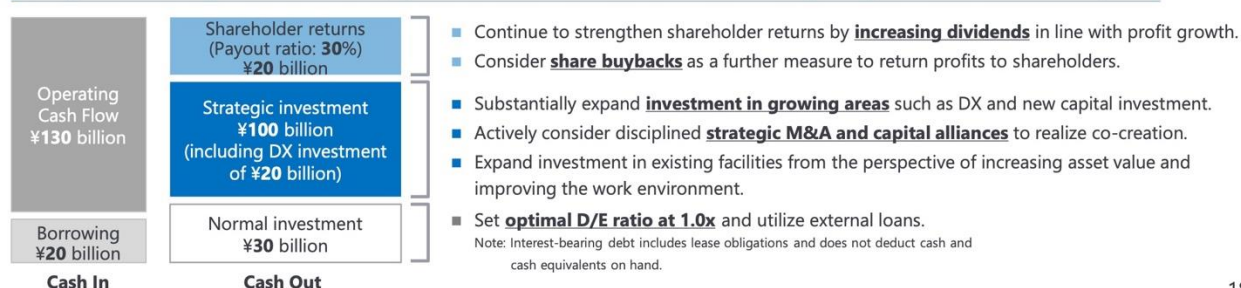 Operating
Cash Flow
¥130 billion
Borrowing
¥20 billion
Cash In
Shareholder returns
(Payout ratio: 30%)
¥20 billion
Strategic investment
¥100 billion
(including DX investment
of ¥20 billion)
Normal investment
¥30 billion
Cash Out
■ Continue to strengthen shareholder returns by increasing dividends in line with profit growth.
■ Consider share buybacks as a further measure to return profits to shareholders.
■ Substantially expand investment in growing areas such as DX and new capital investment.
■ Actively consider disciplined strategic M&A and capital alliances to realize co-creation.
■ Expand investment in existing facilities from the perspective of increasing asset value and
improving the work environment.
■ Set optimal D/E ratio at 1.0x and utilize external loans.
Note: Interest-bearing debt includes lease obligations and does not deduct cash and
cash equivalents on hand.